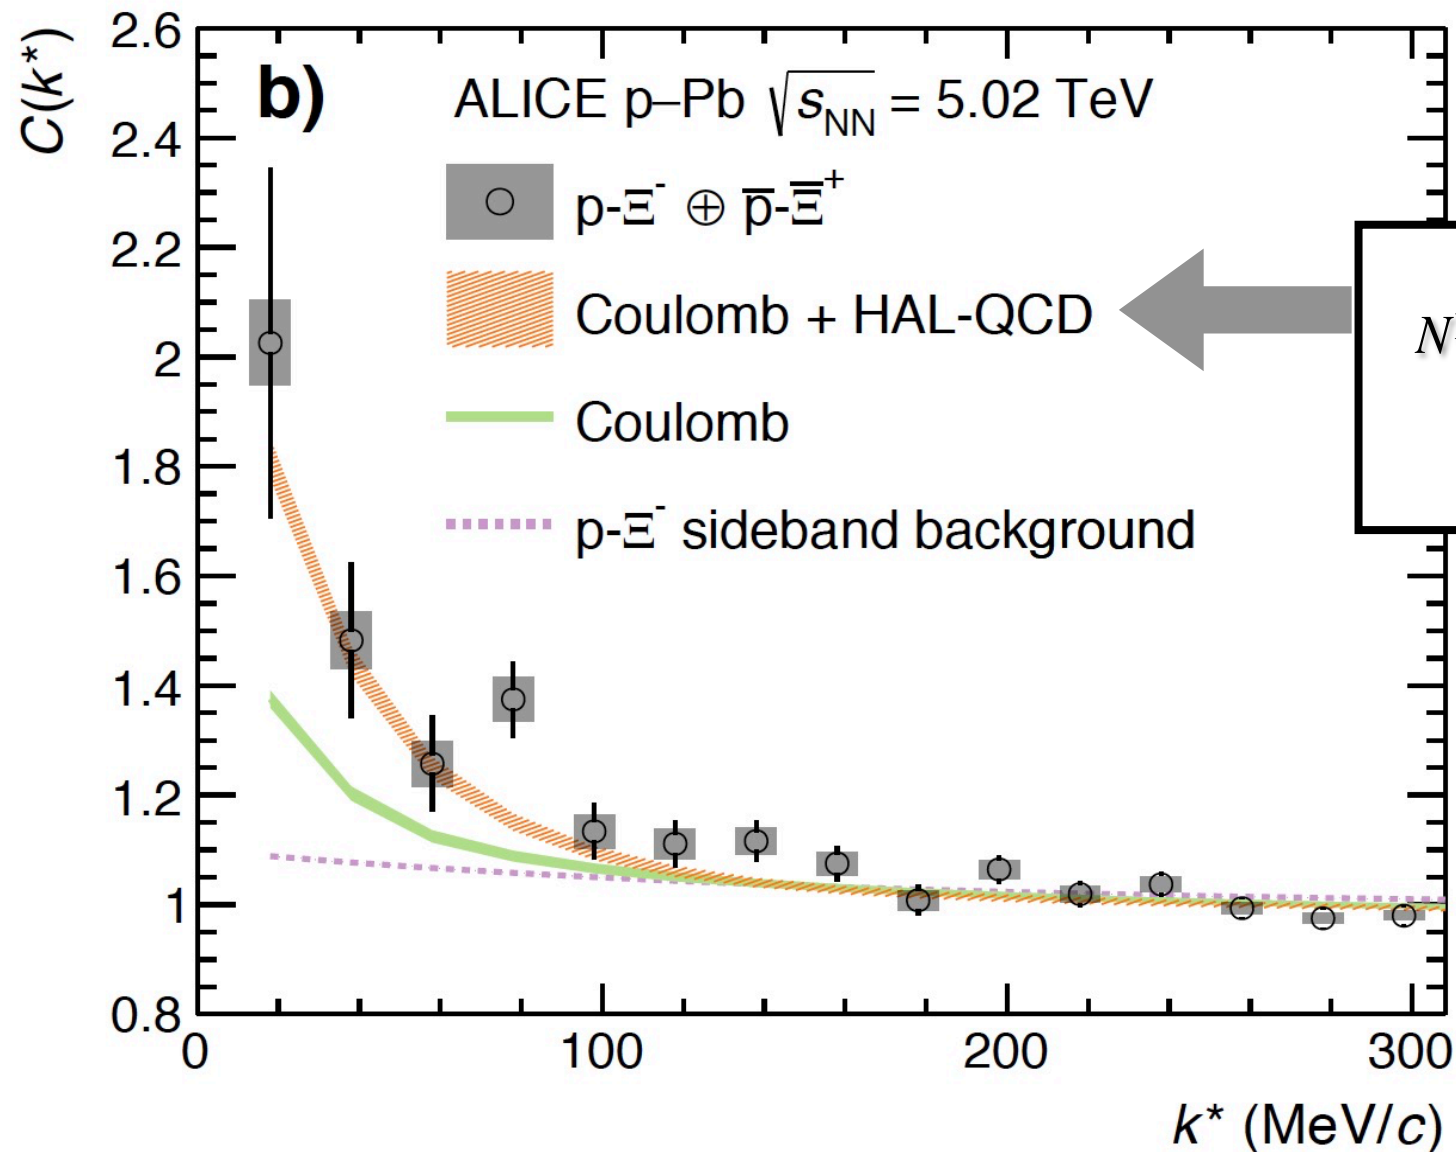 C(k*)
2.6
2.4
2.2
2
1.8
1.6
1.4
1.2
1
0.8
b) ALICE p–Pb √sNN = 5.02 TeV
p-Ξ⁻ ⊕ p̅-Ξ̅⁺
Coulomb + HAL-QCD
Coulomb
p-Ξ⁻ sideband background
N
0 100 200 300
k* (MeV/c)